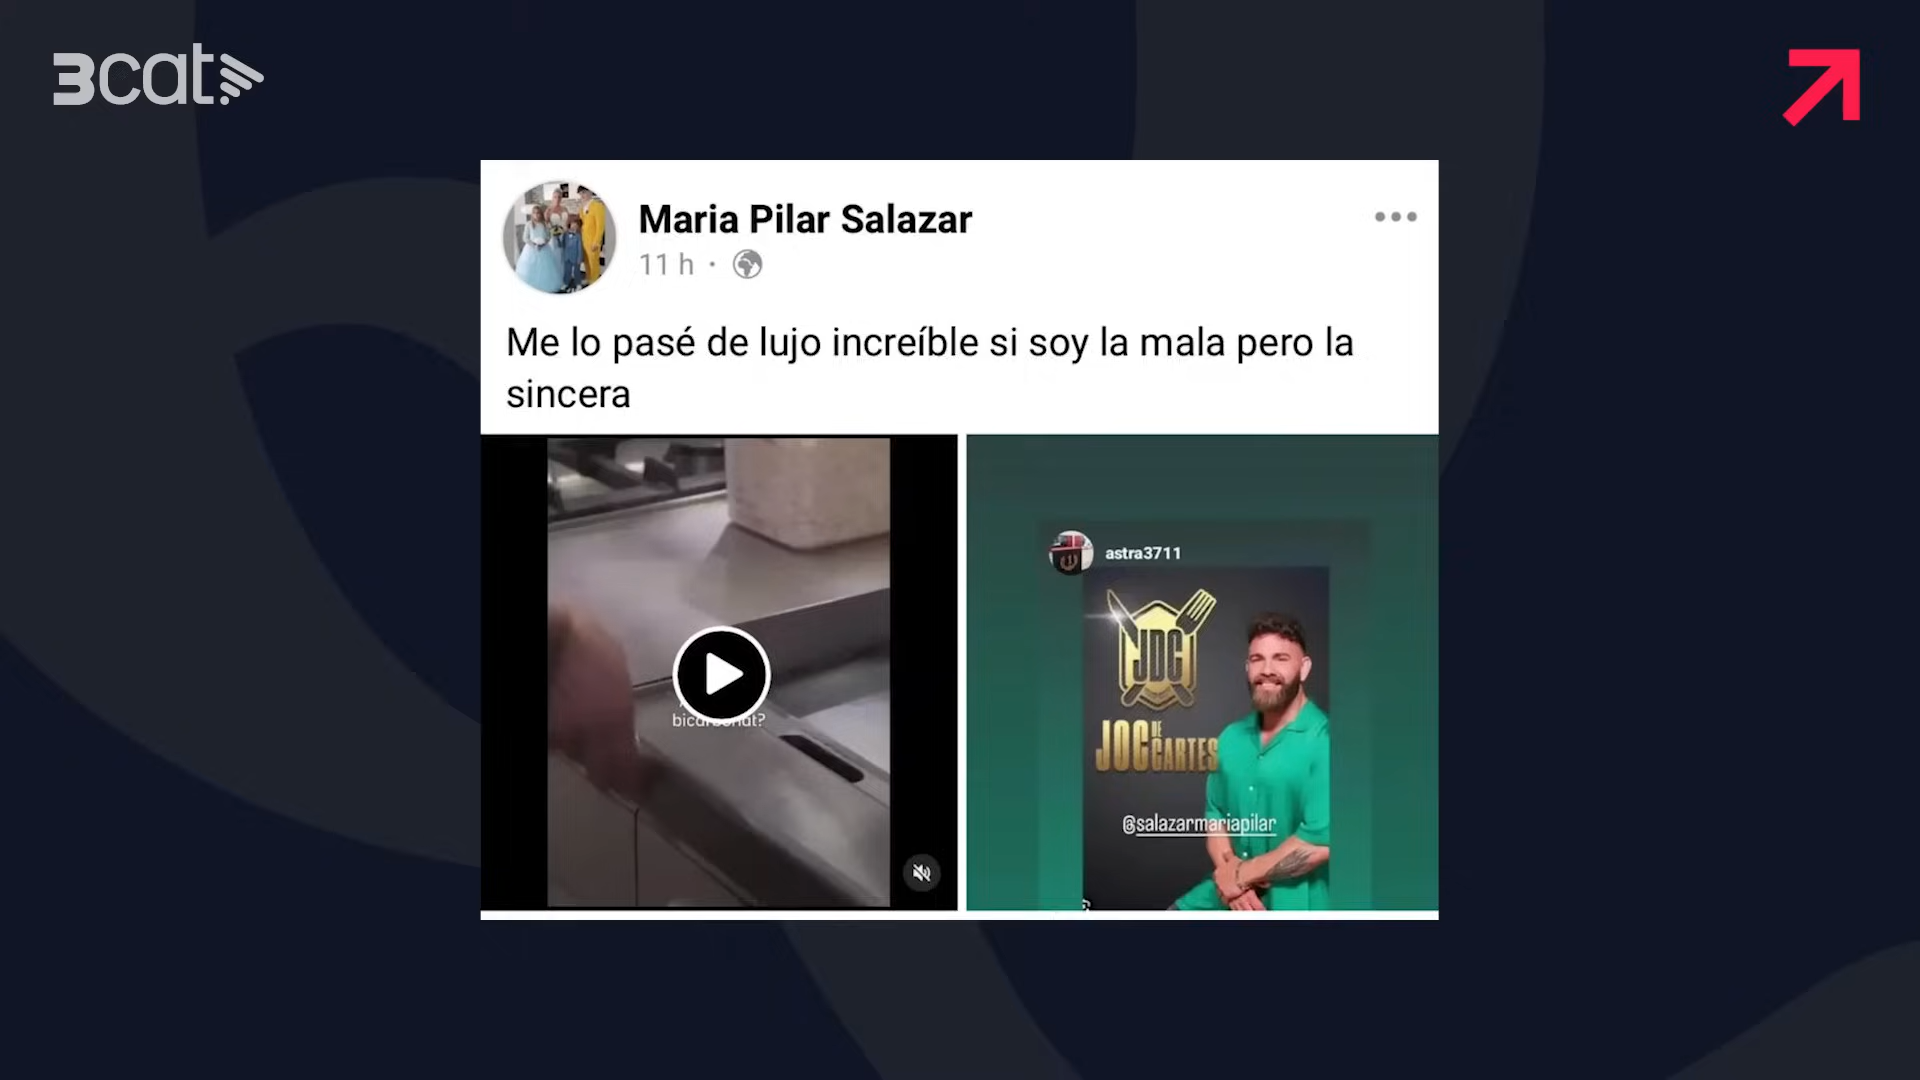 3cat
Maria Pilar Salazar
11 h ·
Me lo pasé de lujo increíble si soy la mala pero la
sincera
astra3711
JDC
JOC DE CARTES
@salazarmariapilar